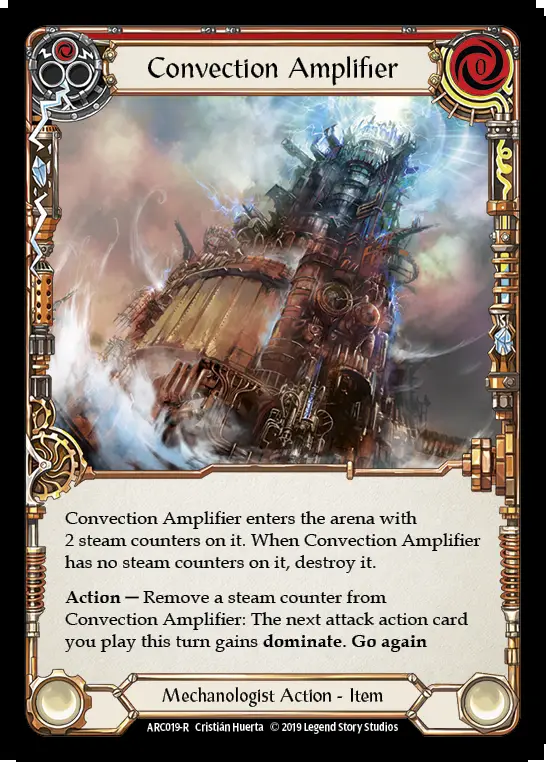 Convection Amplifier
0
Convection Amplifier enters the arena with
2 steam counters on it. When Convection Amplifier
has no steam counters on it, destroy it.
Action — Remove a steam counter from
Convection Amplifier: The next attack action card
you play this turn gains dominate. Go again
Mechanologist Action - Item
ARC019-R Cristián Huerta © 2019 Legend Story Studios